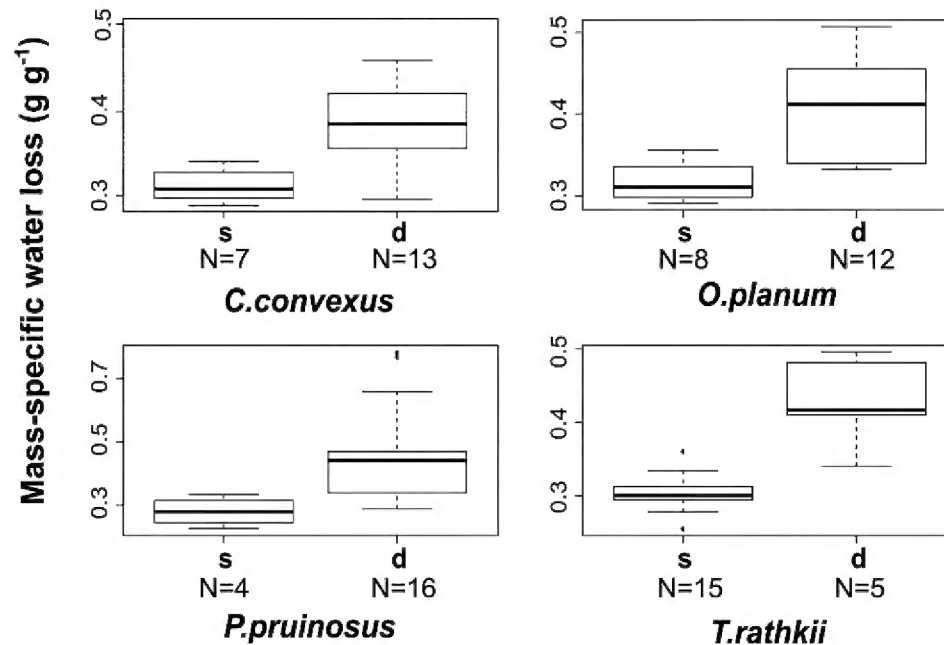 Mass-specific water loss (g g⁻¹)
0.5
0.4
0.3
s d
N=7 N=13
C.convexus
0.5
0.4
0.3
s d
N=8 N=12
O.planum
0.7
0.5
0.3
s d
N=4 N=16
P.pruinosus
0.5
0.4
0.3
s d
N=15 N=5
T.rathkii